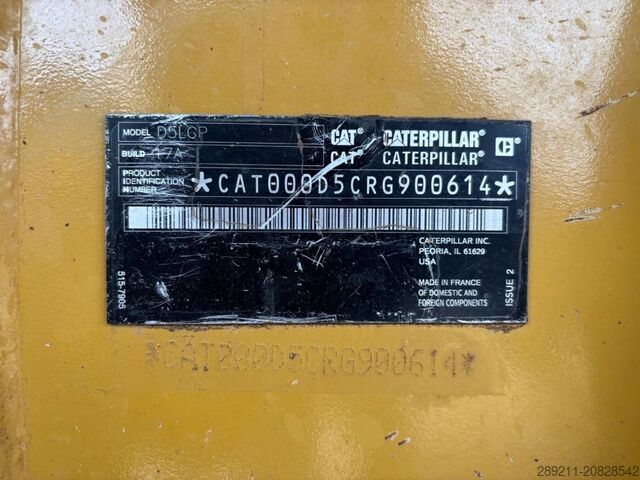 MODEL D5LGP CAT CATERPILLAR
BUILD 17A CAT CATERPILLAR C
PRODUCT
IDENTIFICATION
NUMBER
*CAT000D5CRG900614*
CATERPILLAR INC.
PEORIA, IL 61629
USA
MADE IN FRANCE
OF DOMESTIC AND
FOREIGN COMPONENTS
515-7905
ISSUE 2
*CAT000D5CRG900614*
289211-20828542